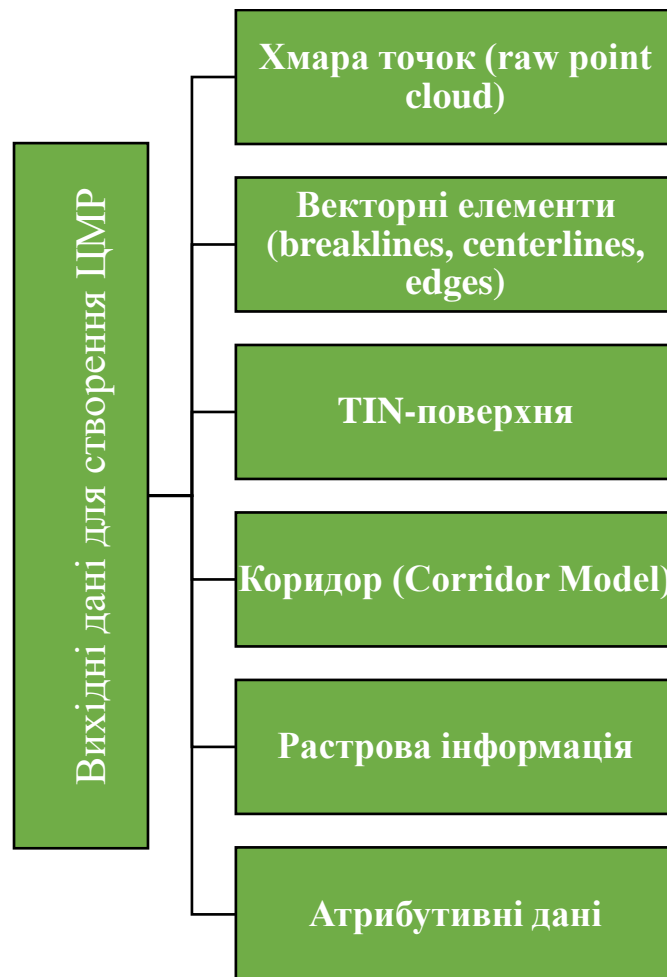 Вихідні дані для створення ЦМР
Хмара точок (raw point
cloud)
Векторні елементи
(breaklines, centerlines,
edges)
TIN-поверхня
Коридор (Corridor Model)
Растрова інформація
Атрибутивні дані